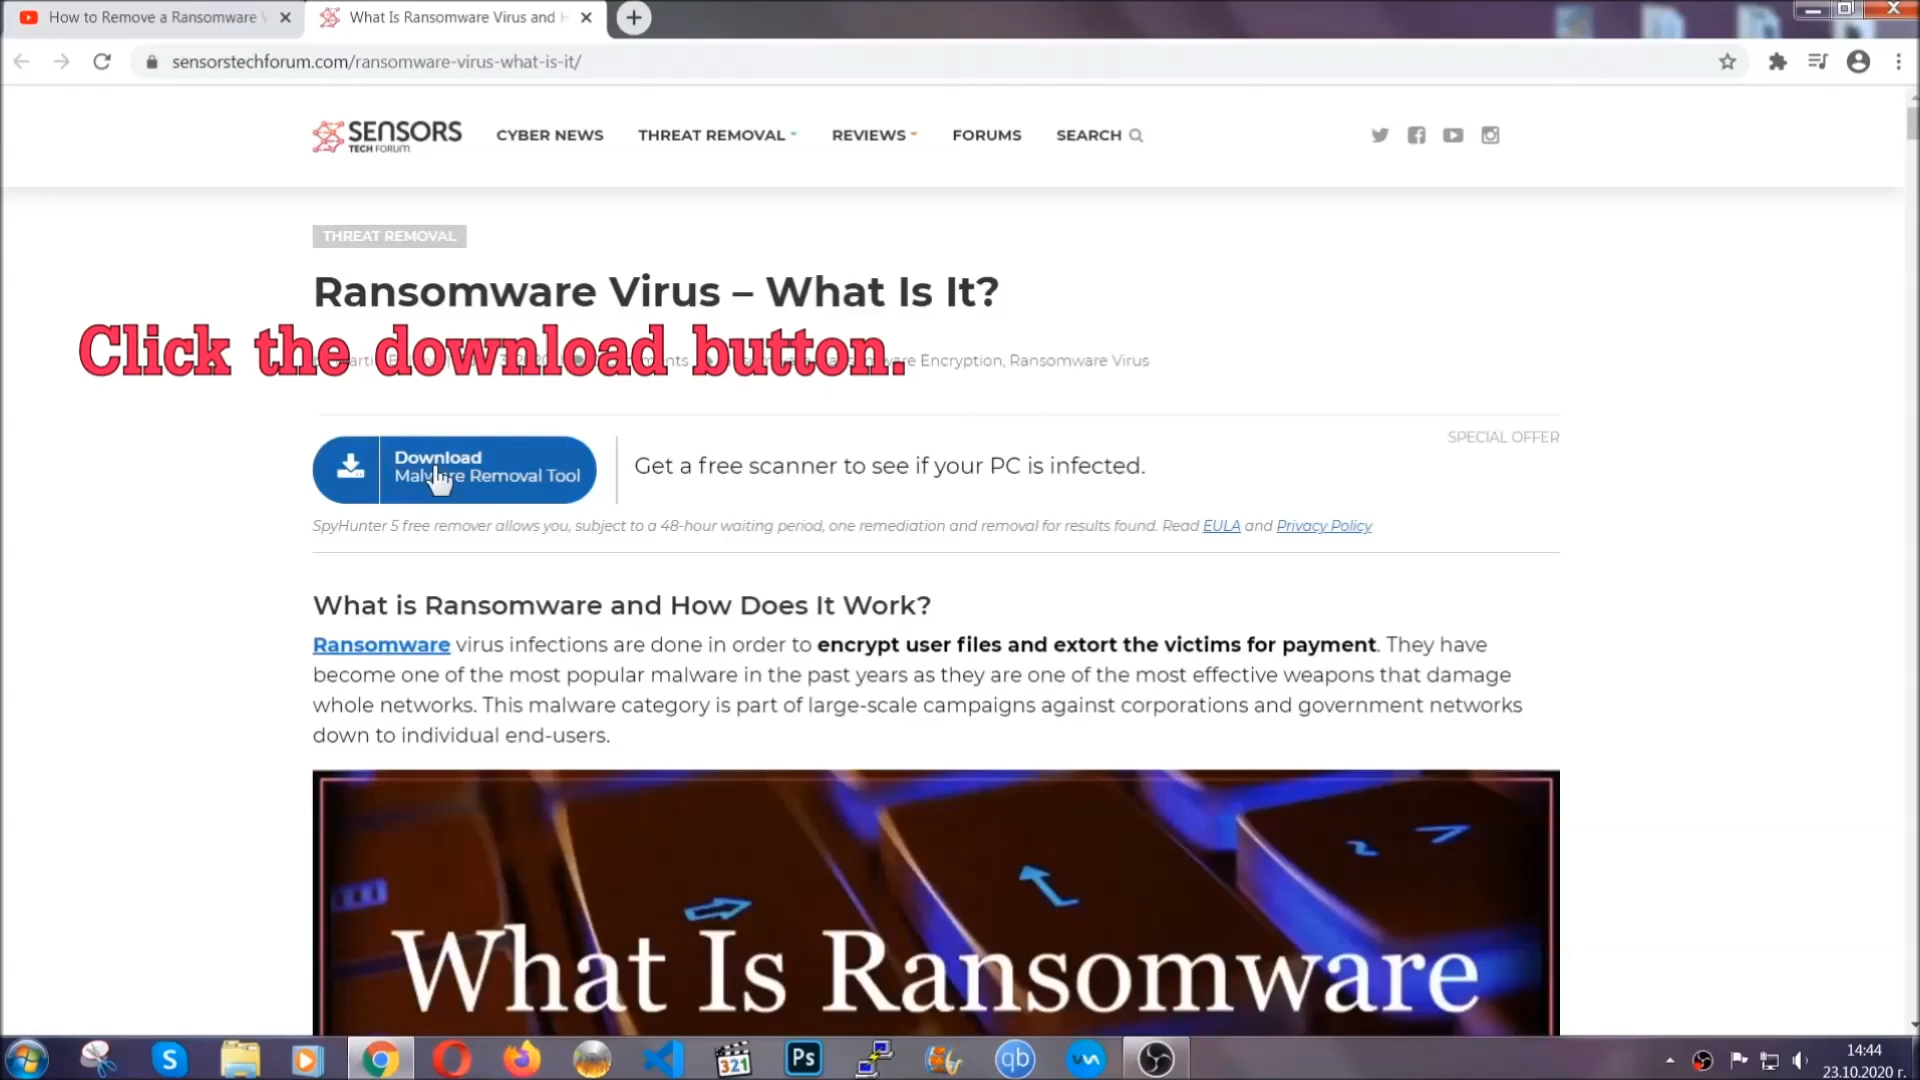 How to Remove a Ransomware V
What Is Ransomware Virus and H
sensorstechforum.com/ransomware-virus-what-is-it/
SENSORS
TECH FORUM
CYBER NEWS
THREAT REMOVAL
REVIEWS
FORUMS
SEARCH
THREAT REMOVAL
Ransomware Virus – What Is It?
Click the download button.
Encryption, Ransomware Virus
SPECIAL OFFER
Download
Malware Removal Tool
Get a free scanner to see if your PC is infected.
SpyHunter 5 free remover allows you, subject to a 48-hour waiting period, one remediation and removal for results found. Read EULA and Privacy Policy
What is Ransomware and How Does It Work?
Ransomware virus infections are done in order to encrypt user files and extort the victims for payment. They have
become one of the most popular malware in the past years as they are one of the most effective weapons that damage
whole networks. This malware category is part of large-scale campaigns against corporations and government networks
down to individual end-users.
What Is Ransomware
S
321
Ps
qb
14:44
23.10.2020 г.